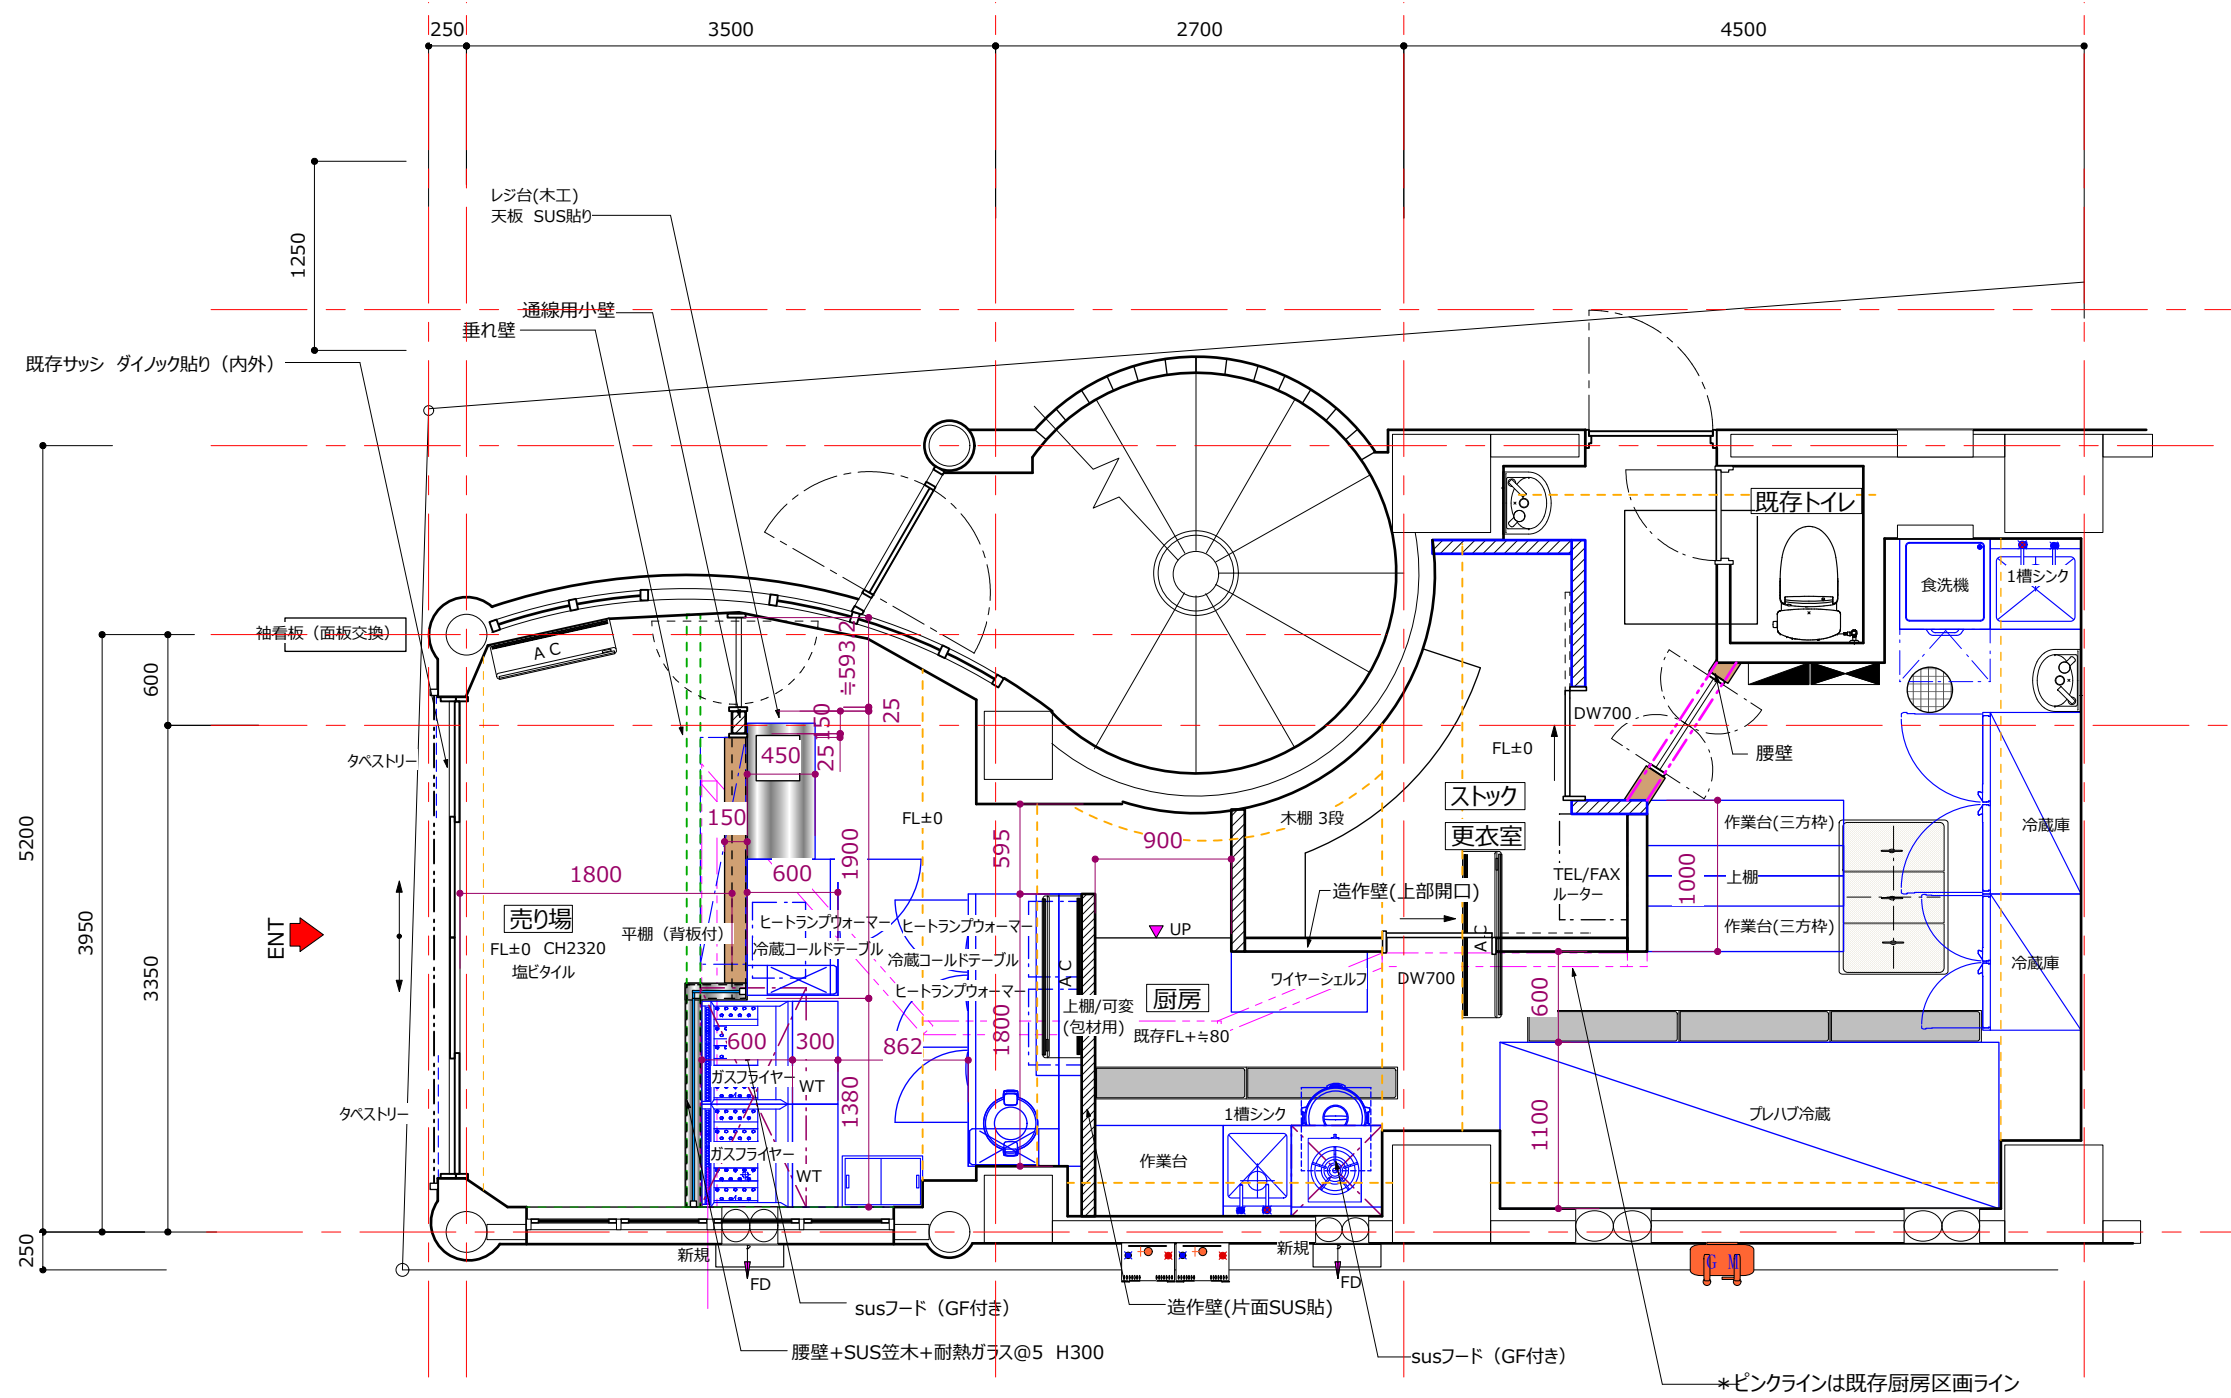 250
3500
2700
4500
レジ台(木工)
天板 SUS貼り
1250
通線用小壁
垂れ壁
既存サッシ ダイノック貼り（内外）
既存トイレ
食洗機
1槽シンク
袖看板（面板交換）
A C
600
≒593
2
25
150
25
450
DW700
FL±0
腰壁
タペストリー
ストック
更衣室
作業台(三方枠)
冷蔵庫
木棚 3段
FL±0
150
595
900
1900
5200
1800
600
TEL/FAX
ルーター
1000
上棚
造作壁(上部開口)
売り場
ヒートランプウォーマー
ヒートランプウォーマー
作業台(三方枠)
ENT
3950
平棚（背板付）
FL±0 CH2320
塩ビタイル
冷蔵コールドテーブル
冷蔵コールドテーブル
UP
A C
A C
冷蔵庫
3350
ヒートランプウォーマー
ワイヤーシェルフ
DW700
厨房
上棚/可変
(包材用)
既存FL+≒80
600
300
862
1800
600
ガスフライヤー
WT
1380
タペストリー
1槽シンク
プレハブ冷蔵
1100
ガスフライヤー
WT
作業台
250
新規
FD
新規
FD
G M
susフード（GF付き）
造作壁(片面SUS貼)
腰壁+SUS笠木+耐熱ガラス@5 H300
susフード（GF付き）
*ピンクラインは既存厨房区画ライン